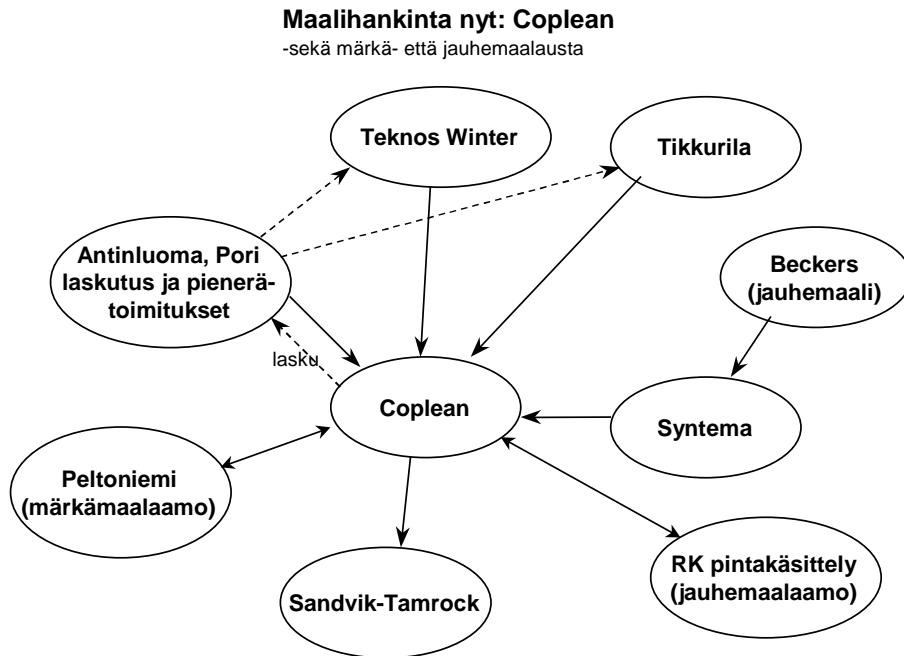 Maalihankinta nyt: Coplean
-sekä märkä- että jauhemaalausta
Teknos Winter
Tikkurila
Antinluoma, Pori
laskutus ja pienerä-
toimitukset
Beckers
(jauhemaali)
lasku
Coplean
Syntema
Peltoniemi
(märkämaalaamo)
RK pintakäsittely
(jauhemaalaamo)
Sandvik-Tamrock